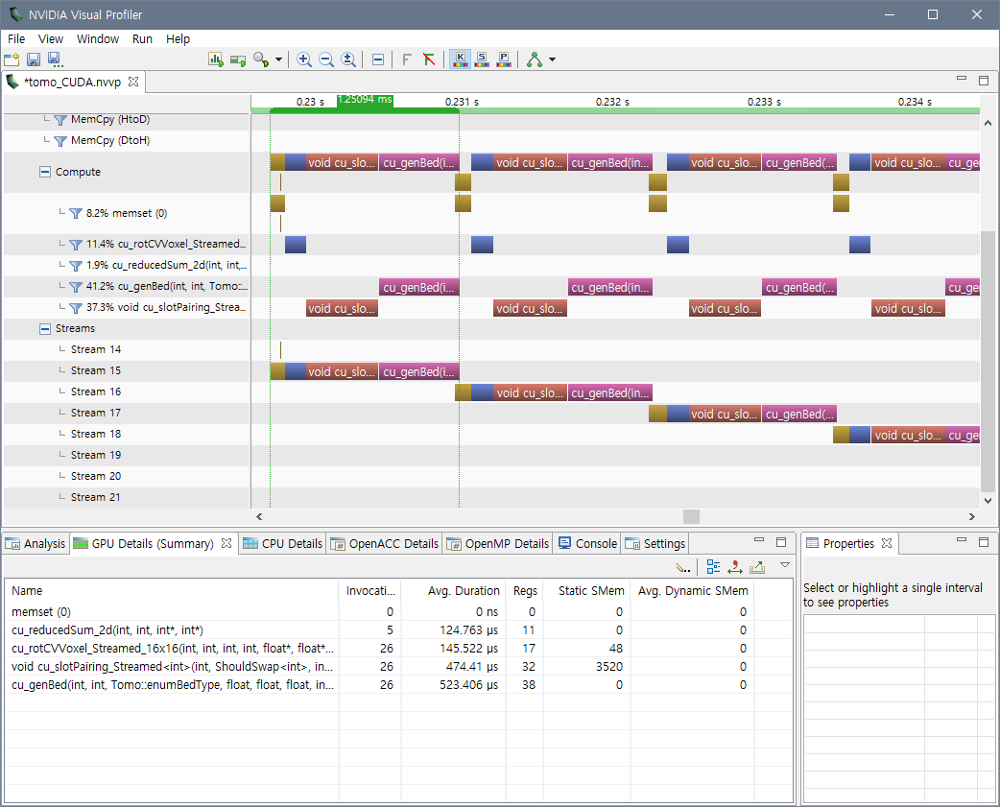 NVIDIA Visual Profiler
File View Window Run Help
F K S P
*tomo_CUDA.nvvp
0.23 s 1.25094 ms 0.231 s 0.232 s 0.233 s 0.234 s
MemCpy (HtoD)
MemCpy (DtoH)
Compute void cu_slo... cu_genBed(i... void cu_slo... cu_genBed(in... void cu_slo... cu_genBed(... void cu_slo... cu_gen
8.2% memset (0)
11.4% cu_rotCVVoxel_Streamed...
1.9% cu_reducedSum_2d(int, int,...
41.2% cu_genBed(int, int, Tomo::... cu_genBed(i... cu_genBed(in... cu_genBed(... cu_gen
37.3% void cu_slotPairing_Strea... void cu_slo... void cu_slo... void cu_slo... void cu_slo...
Streams
Stream 14
Stream 15 void cu_slo... cu_genBed(i...
Stream 16 void cu_slo... cu_genBed(in...
Stream 17 void cu_slo... cu_genBed(...
Stream 18 void cu_slo... cu_gen
Stream 19
Stream 20
Stream 21
Analysis GPU Details (Summary) CPU Details OpenACC Details OpenMP Details Console Settings
Name Invocati... Avg. Duration Regs Static SMem Avg. Dynamic SMem
memset (0) 0 0 ns 0 0 0
cu_reducedSum_2d(int, int, int*, int*) 5 124.763 µs 11 0 0
cu_rotCVVoxel_Streamed_16x16(int, int, int, int, float*, float*... 26 145.522 µs 17 48 0
void cu_slotPairing_Streamed<int>(int, ShouldSwap<int>, in... 26 474.41 µs 32 3520 0
cu_genBed(int, int, Tomo::enumBedType, float, float, float, in... 26 523.406 µs 38 0 0
Properties
Select or highlight a single interval
to see properties